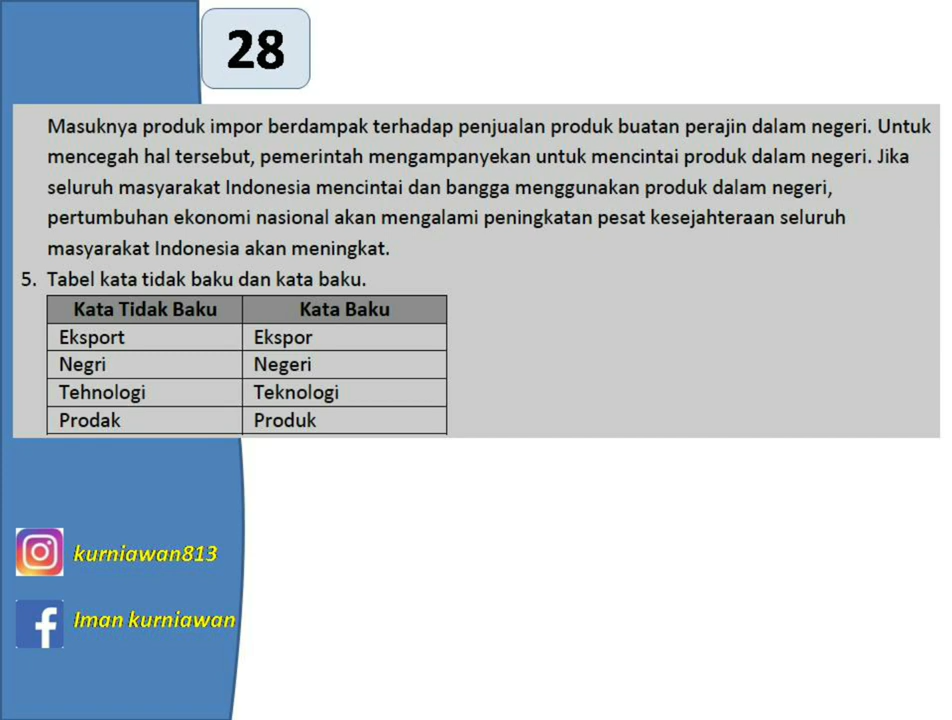 28
Masuknya produk impor berdampak terhadap penjualan produk buatan perajin dalam negeri. Untuk
mencegah hal tersebut, pemerintah mengampanyekan untuk mencintai produk dalam negeri. Jika
seluruh masyarakat Indonesia mencintai dan bangga menggunakan produk dalam negeri,
pertumbuhan ekonomi nasional akan mengalami peningkatan pesat kesejahteraan seluruh
masyarakat Indonesia akan meningkat.
5. Tabel kata tidak baku dan kata baku.
Kata Tidak Baku Kata Baku
Eksport Ekspor
Negri Negeri
Tehnologi Teknologi
Prodak Produk
kurniawan813
Iman kurniawan